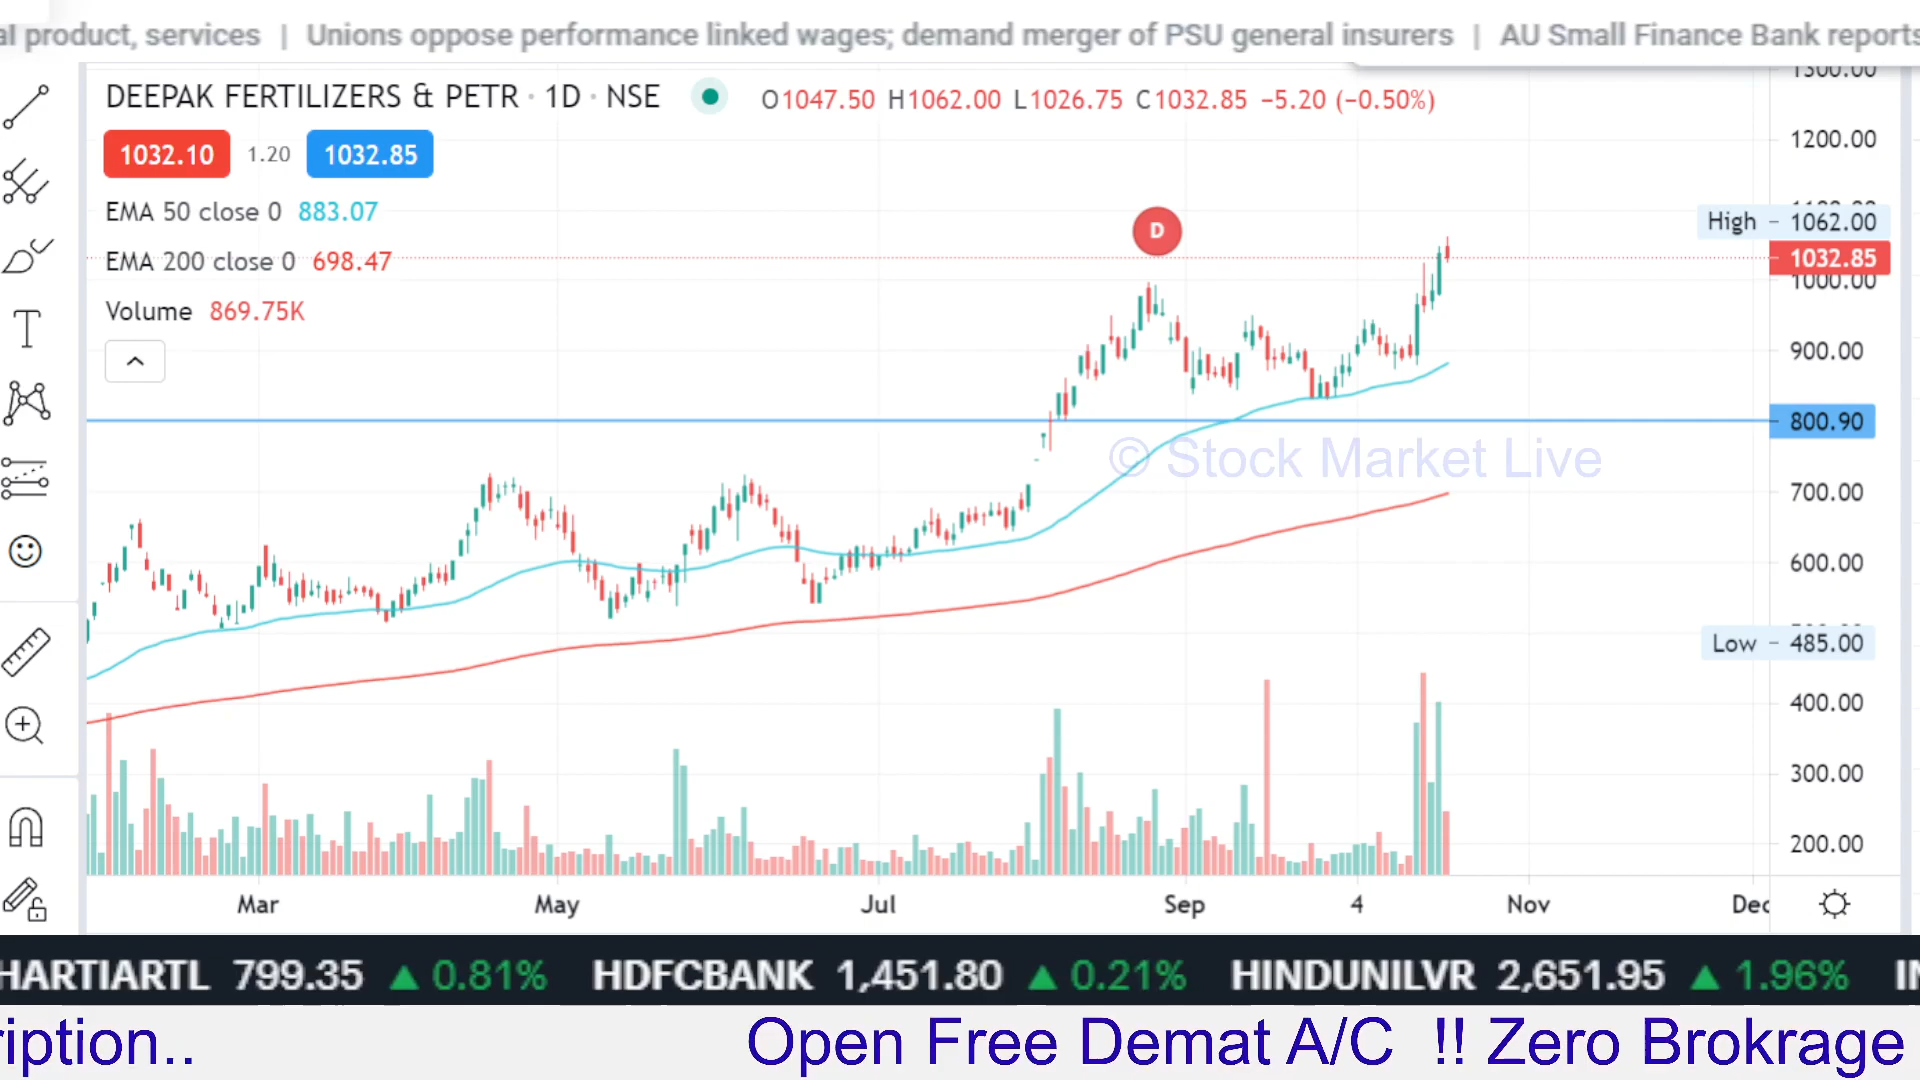 al product, services | Unions oppose performance linked wages; demand merger of PSU general insurers | AU Small Finance Bank reports
DEEPAK FERTILIZERS & PETR · 1D · NSE O1047.50 H1062.00 L1026.75 C1032.85 −5.20 (−0.50%)
1032.10 1.20 1032.85
EMA 50 close 0 883.07
EMA 200 close 0 698.47
Volume 869.75K
D
1300.00
1200.00
High - 1062.00
1032.85
1000.00
900.00
800.90
© Stock Market Live
700.00
600.00
Low - 485.00
400.00
300.00
200.00
Mar May Jul Sep 4 Nov Dec
HARTIARTL 799.35 ▲ 0.81% HDFCBANK 1,451.80 ▲ 0.21% HINDUNILVR 2,651.95 ▲ 1.96%
ription.. Open Free Demat A/C !! Zero Brokrage